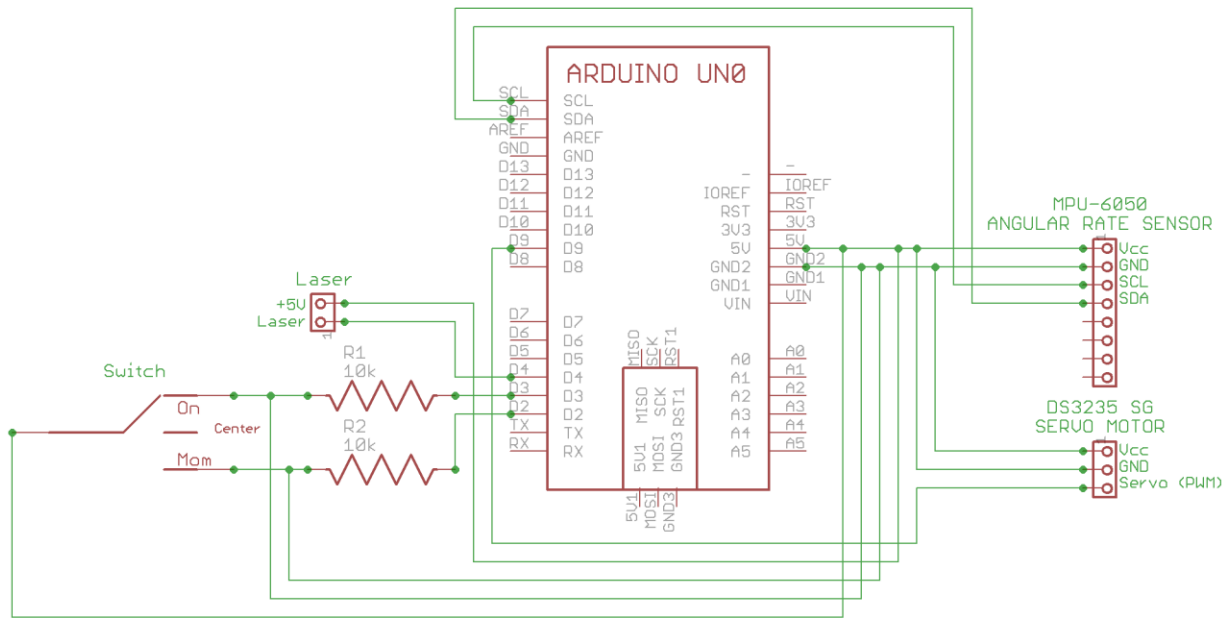 ARDUINO UN0
SCL
SCL
SDA
SDA
AREF
AREF
GND
GND
D13
D13
D12
D12
D11
D11
D10
D10
D9
D9
D8
D8
D7
D7
D6
D6
D5
D5
D4
D4
D3
D3
D2
D2
TX
TX
RX
RX
-
-
IOREF
IOREF
RST
RST
3V3
3V3
5V
5V
GND2
GND2
GND1
GND1
VIN
VIN
A0
A0
A1
A1
A2
A2
A3
A3
A4
A4
A5
A5
MISO
SCK
RST1
MISO
SCK
RST1
5V1
MOSI
GND3
5V1
MOSI
GND3
Laser
+5V
Laser
1
Switch
On
Center
Mom
R1
10k
R2
10k
MPU-6050
ANGULAR RATE SENSOR
1
Vcc
GND
SCL
SDA
DS3235 SG
SERVO MOTOR
1
Vcc
GND
Servo (PWM)